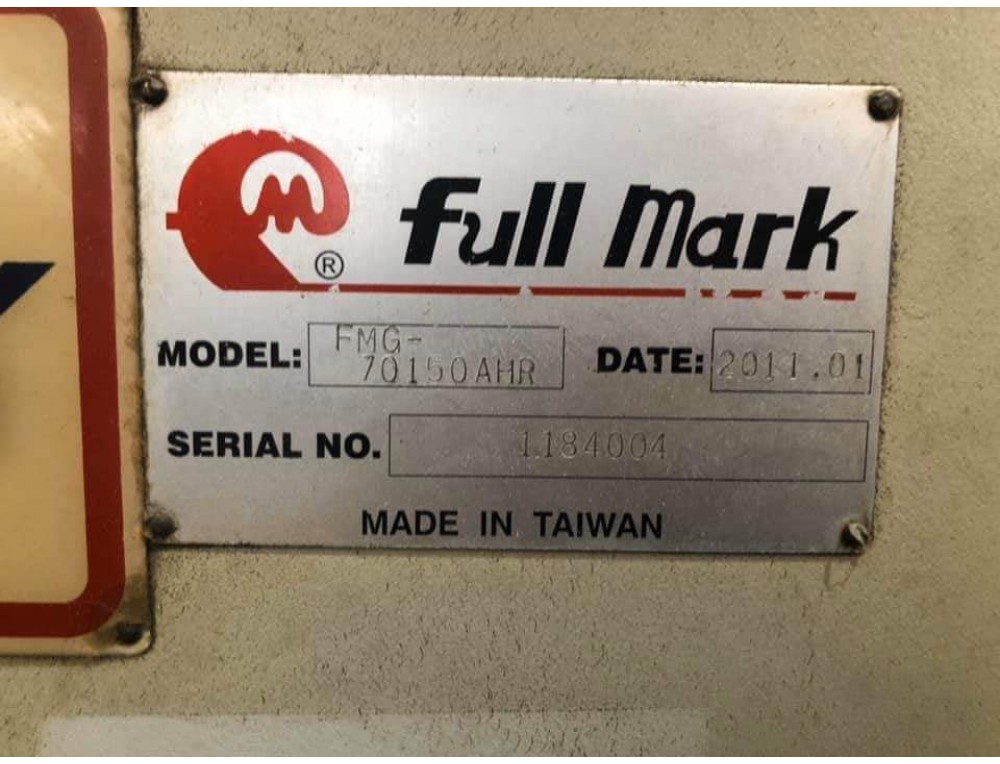 M
®
full Mark
MODEL: FMG-
70150AHR
DATE: 2011.01
SERIAL NO. 1184004
MADE IN TAIWAN